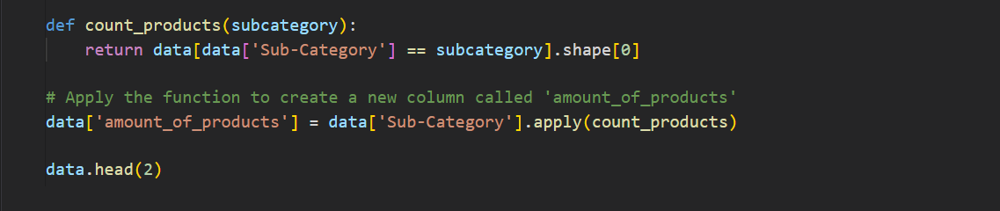 def count_products(subcategory):
    return data[data['Sub-Category'] == subcategory].shape[0]
# Apply the function to create a new column called 'amount_of_products'
data['amount_of_products'] = data['Sub-Category'].apply(count_products)
data.head(2)